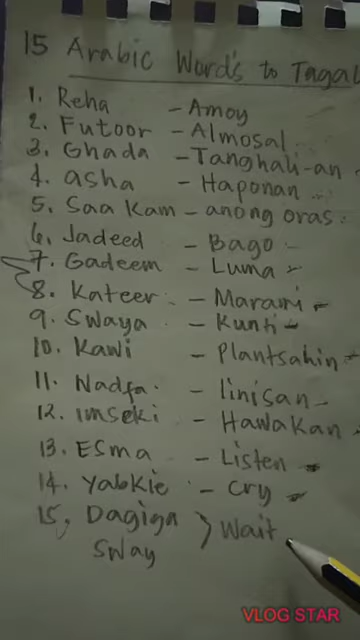 15 Arabic Word's to Tagal
1. Reha - Amoy
2. Futoor - Almosal
3. Ghada - Tanghali-an
4. asha - Haponan
5. Saa kam - anong oras
6. Jadeed - Bago
7. Gadeem - Luma
8. Kateer - Marami
9. Swaya - Kunti
10. Kawi - Plantsahin
11. Nadfa - linisan
12. imseki - Hawakan
13. Esma - Listen
14. Yabkie - Cry
15, Dagiga } Wait
Sway
VLOG STAR